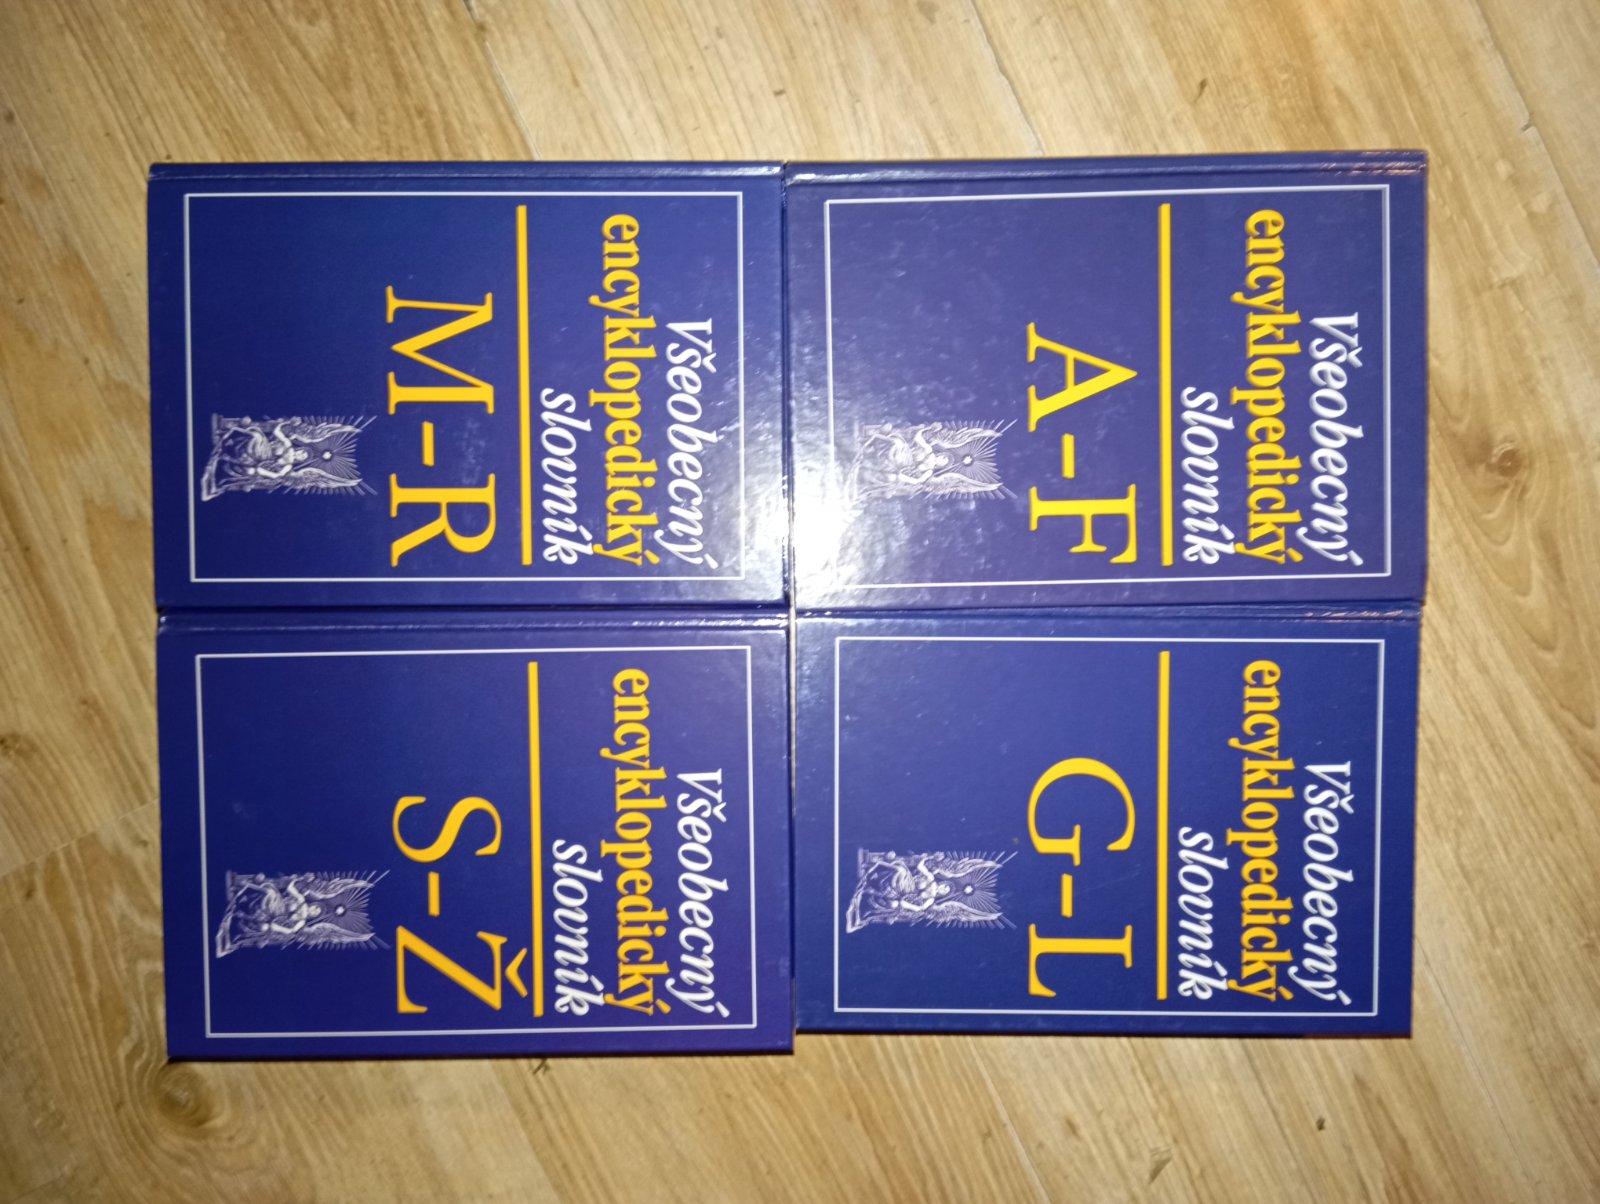 Všeobecný
encyklopedický
slovník
A-F
Všeobecný
encyklopedický
slovník
G-L
Všeobecný
encyklopedický
slovník
M-R
Všeobecný
encyklopedický
slovník
S-Ž